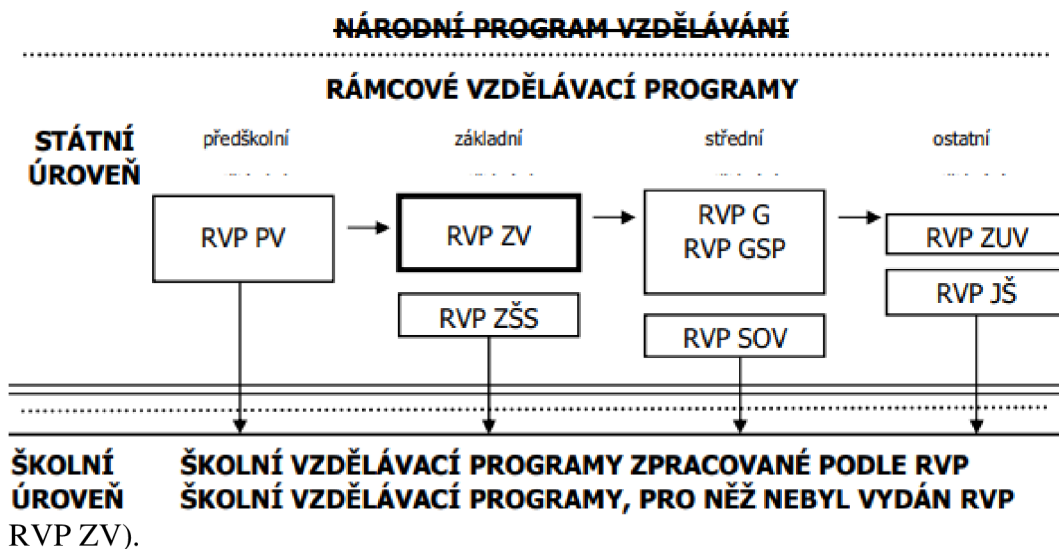 NÁRODNÍ PROGRAM VZDĚLÁVÁNÍ
RÁMCOVÉ VZDĚLÁVACÍ PROGRAMY
STÁTNÍ ÚROVEŇ
předškolní
základní
střední
ostatní
RVP PV
RVP ZV
RVP ZŠS
RVP G
RVP GSP
RVP SOV
RVP ZUV
RVP JŠ
ŠKOLNÍ ÚROVEŇ
ŠKOLNÍ VZDĚLÁVACÍ PROGRAMY ZPRACOVANÉ PODLE RVP
ŠKOLNÍ VZDĚLÁVACÍ PROGRAMY, PRO NĚŽ NEBYL VYDÁN RVP
RVP ZV).